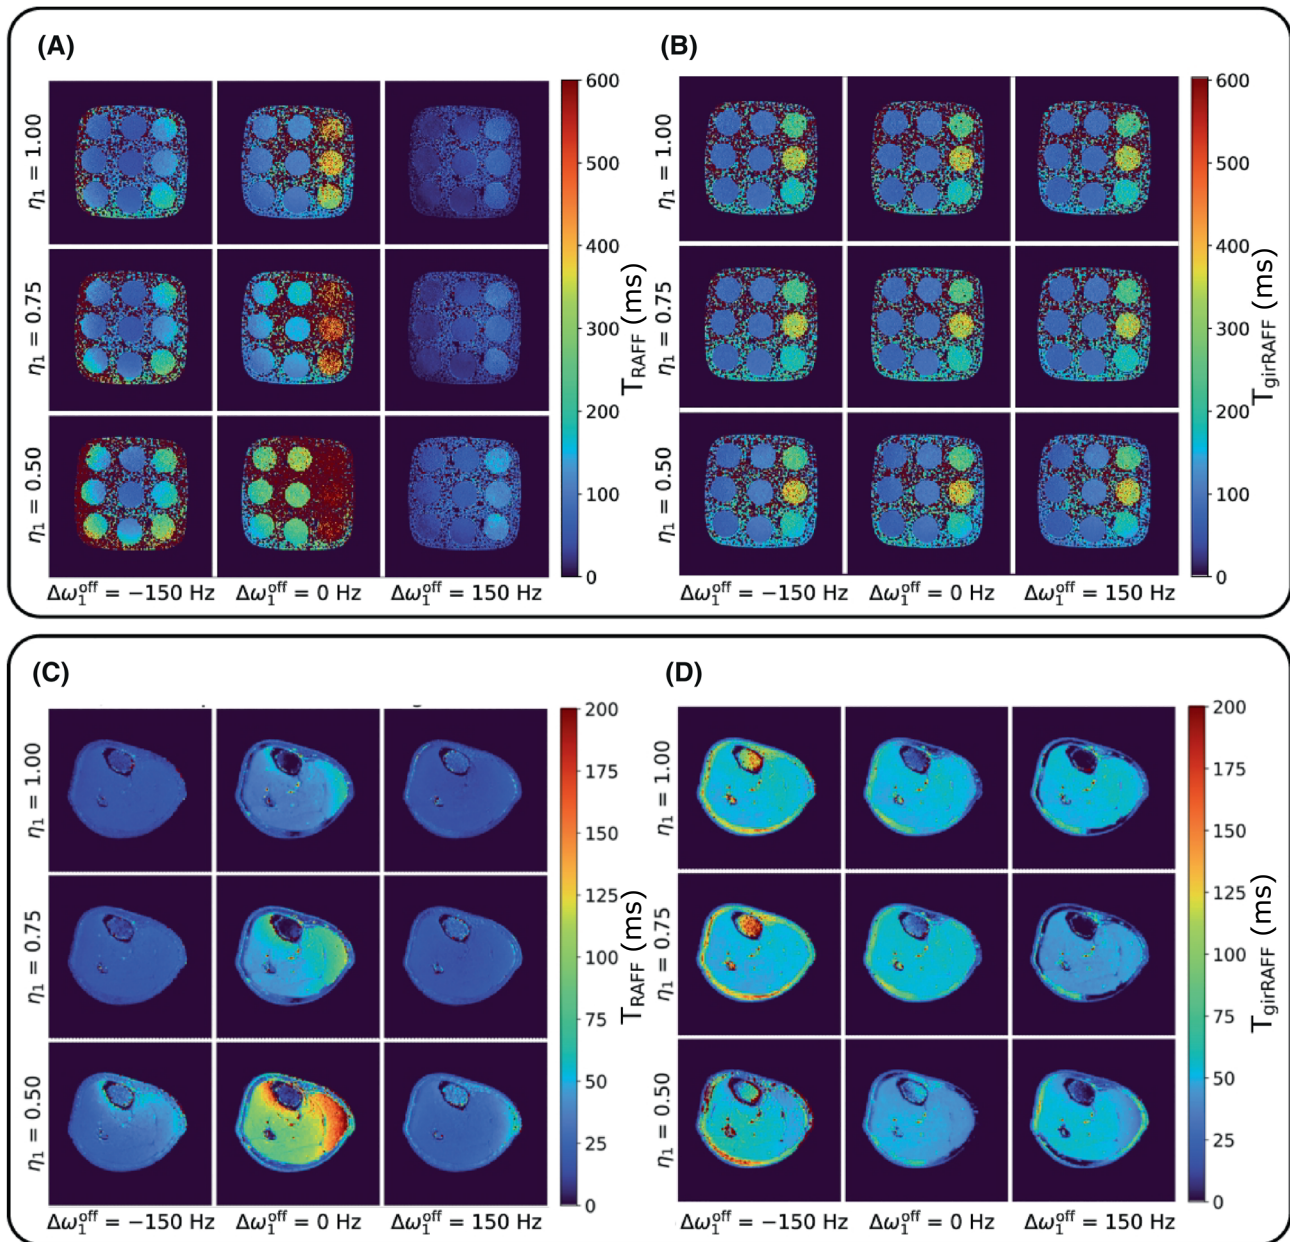 (A)
(B)
η₁ = 1.00
η₁ = 0.75
η₁ = 0.50
Δω₁ᵒᶠᶠ = −150 Hz
Δω₁ᵒᶠᶠ = 0 Hz
Δω₁ᵒᶠᶠ = 150 Hz
600
500
400
300
200
100
0
T_RAFF (ms)
η₁ = 1.00
η₁ = 0.75
η₁ = 0.50
Δω₁ᵒᶠᶠ = −150 Hz
Δω₁ᵒᶠᶠ = 0 Hz
Δω₁ᵒᶠᶠ = 150 Hz
600
500
400
300
200
100
0
T_girRAFF (ms)
(C)
(D)
η₁ = 1.00
η₁ = 0.75
η₁ = 0.50
Δω₁ᵒᶠᶠ = −150 Hz
Δω₁ᵒᶠᶠ = 0 Hz
Δω₁ᵒᶠᶠ = 150 Hz
200
175
150
125
100
75
50
25
0
T_RAFF (ms)
η₁ = 1.00
η₁ = 0.75
η₁ = 0.50
Δω₁ᵒᶠᶠ = −150 Hz
Δω₁ᵒᶠᶠ = 0 Hz
Δω₁ᵒᶠᶠ = 150 Hz
200
175
150
125
100
75
50
25
0
T_girRAFF (ms)